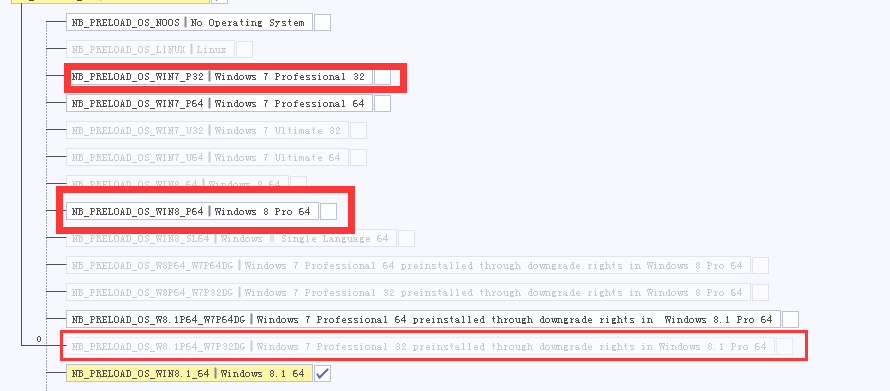 NB_PRELOAD_OS_NOOS | No Operating System
NB_PRELOAD_OS_LINUX | Linux
NB_PRELOAD_OS_WIN7_P32 | Windows 7 Professional 32
NB_PRELOAD_OS_WIN7_P64 | Windows 7 Professional 64
NB_PRELOAD_OS_WIN7_U32 | Windows 7 Ultimate 32
NB_PRELOAD_OS_WIN7_U64 | Windows 7 Ultimate 64
NB_PRELOAD_OS_WIN8_64 | Windows 8 64
NB_PRELOAD_OS_WIN8_P64 | Windows 8 Pro 64
NB_PRELOAD_OS_WIN8_SL64 | Windows 8 Single Language 64
NB_PRELOAD_OS_W8P64_W7P64DG | Windows 7 Professional 64 preinstalled through downgrade rights in Windows 8 Pro 64
NB_PRELOAD_OS_W8P64_W7P32DG | Windows 7 Professional 32 preinstalled through downgrade rights in Windows 8 Pro 64
NB_PRELOAD_OS_W8.1P64_W7P64DG | Windows 7 Professional 64 preinstalled through downgrade rights in Windows 8.1 Pro 64
0
NB_PRELOAD_OS_W8.1P64_W7P32DG | Windows 7 Professional 32 preinstalled through downgrade rights in Windows 8.1 Pro 64
NB_PRELOAD_OS_WIN8.1_64 | Windows 8.1 64